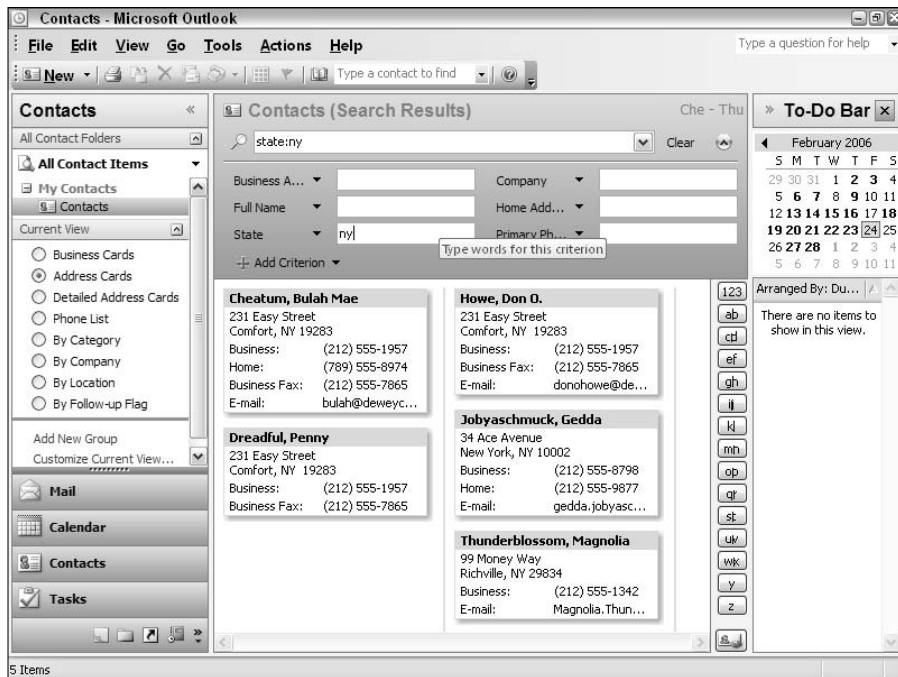 Contacts - Microsoft Outlook
File Edit View Go Tools Actions Help
Type a question for help
New Type a contact to find
Contacts «
All Contact Folders
All Contact Items
My Contacts
Contacts
Current View
Business Cards
Address Cards
Detailed Address Cards
Phone List
By Category
By Company
By Location
By Follow-up Flag
Add New Group
Customize Current View...
Mail
Calendar
Contacts
Tasks
»
Contacts (Search Results) Che - Thu
state:ny Clear
Business A... Company
Full Name Home Add...
State ny Primary Ph...
Type words for this criterion
Add Criterion
Cheatum, Bulah Mae
231 Easy Street
Comfort, NY 19283
Business: (212) 555-1957
Home: (789) 555-8974
Business Fax: (212) 555-7865
E-mail: bulah@deweyc...
Dreadful, Penny
231 Easy Street
Comfort, NY 19283
Business: (212) 555-1957
Business Fax: (212) 555-7865
Howe, Don O.
231 Easy Street
Comfort, NY 19283
Business: (212) 555-1957
Business Fax: (212) 555-7865
E-mail: donohowe@de...
Jobyaschmuck, Gedda
34 Ace Avenue
New York, NY 10002
Business: (212) 555-8798
Home: (212) 555-9877
E-mail: gedda.jobyasc...
Thunderblossom, Magnolia
99 Money Way
Richville, NY 29834
Business: (212) 555-1342
E-mail: Magnolia.Thun...
123
ab
cd
ef
gh
ij
kl
mn
op
qr
st
uv
wx
y
z
» To-Do Bar
February 2006
S M T W T F S
29 30 31 1 2 3 4
5 6 7 8 9 10 11
12 13 14 15 16 17 18
19 20 21 22 23 24 25
26 27 28 1 2 3 4
5 6 7 8 9 10 11
Arranged By: Du...
There are no items to
show in this view.
5 Items